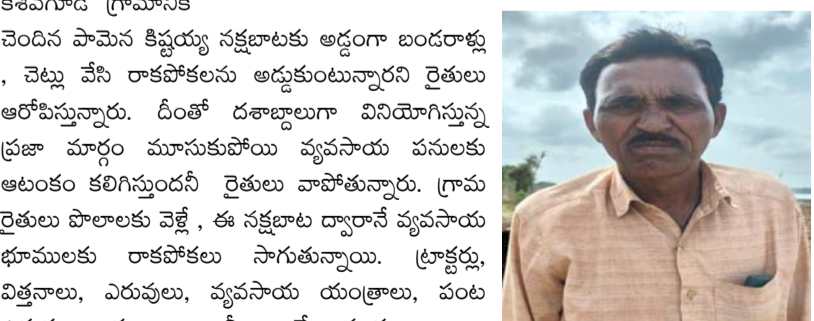 కేశవగూడ గ్రామానికి
చెందిన పామెన కిష్టయ్య నక్షబాటకు అడ్డంగా బండరాళ్లు
, చెట్లు వేసి రాకపోకలను అడ్డుకుంటున్నారని రైతులు
ఆరోపిస్తున్నారు. దీంతో దశాబ్దాలుగా వినియోగిస్తున్న
ప్రజా మార్గం మూసుకుపోయి వ్యవసాయ పనులకు
ఆటంకం కలిగిస్తుందనీ రైతులు వాపోతున్నారు. గ్రామ
రైతులు పొలాలకు వెళ్లే , ఈ నక్షబాట ద్వారానే వ్యవసాయ
భూములకు రాకపోకలు సాగుతున్నాయి. ట్రాక్టర్లు,
విత్తనాలు, ఎరువులు, వ్యవసాయ యంత్రాలు, పంట